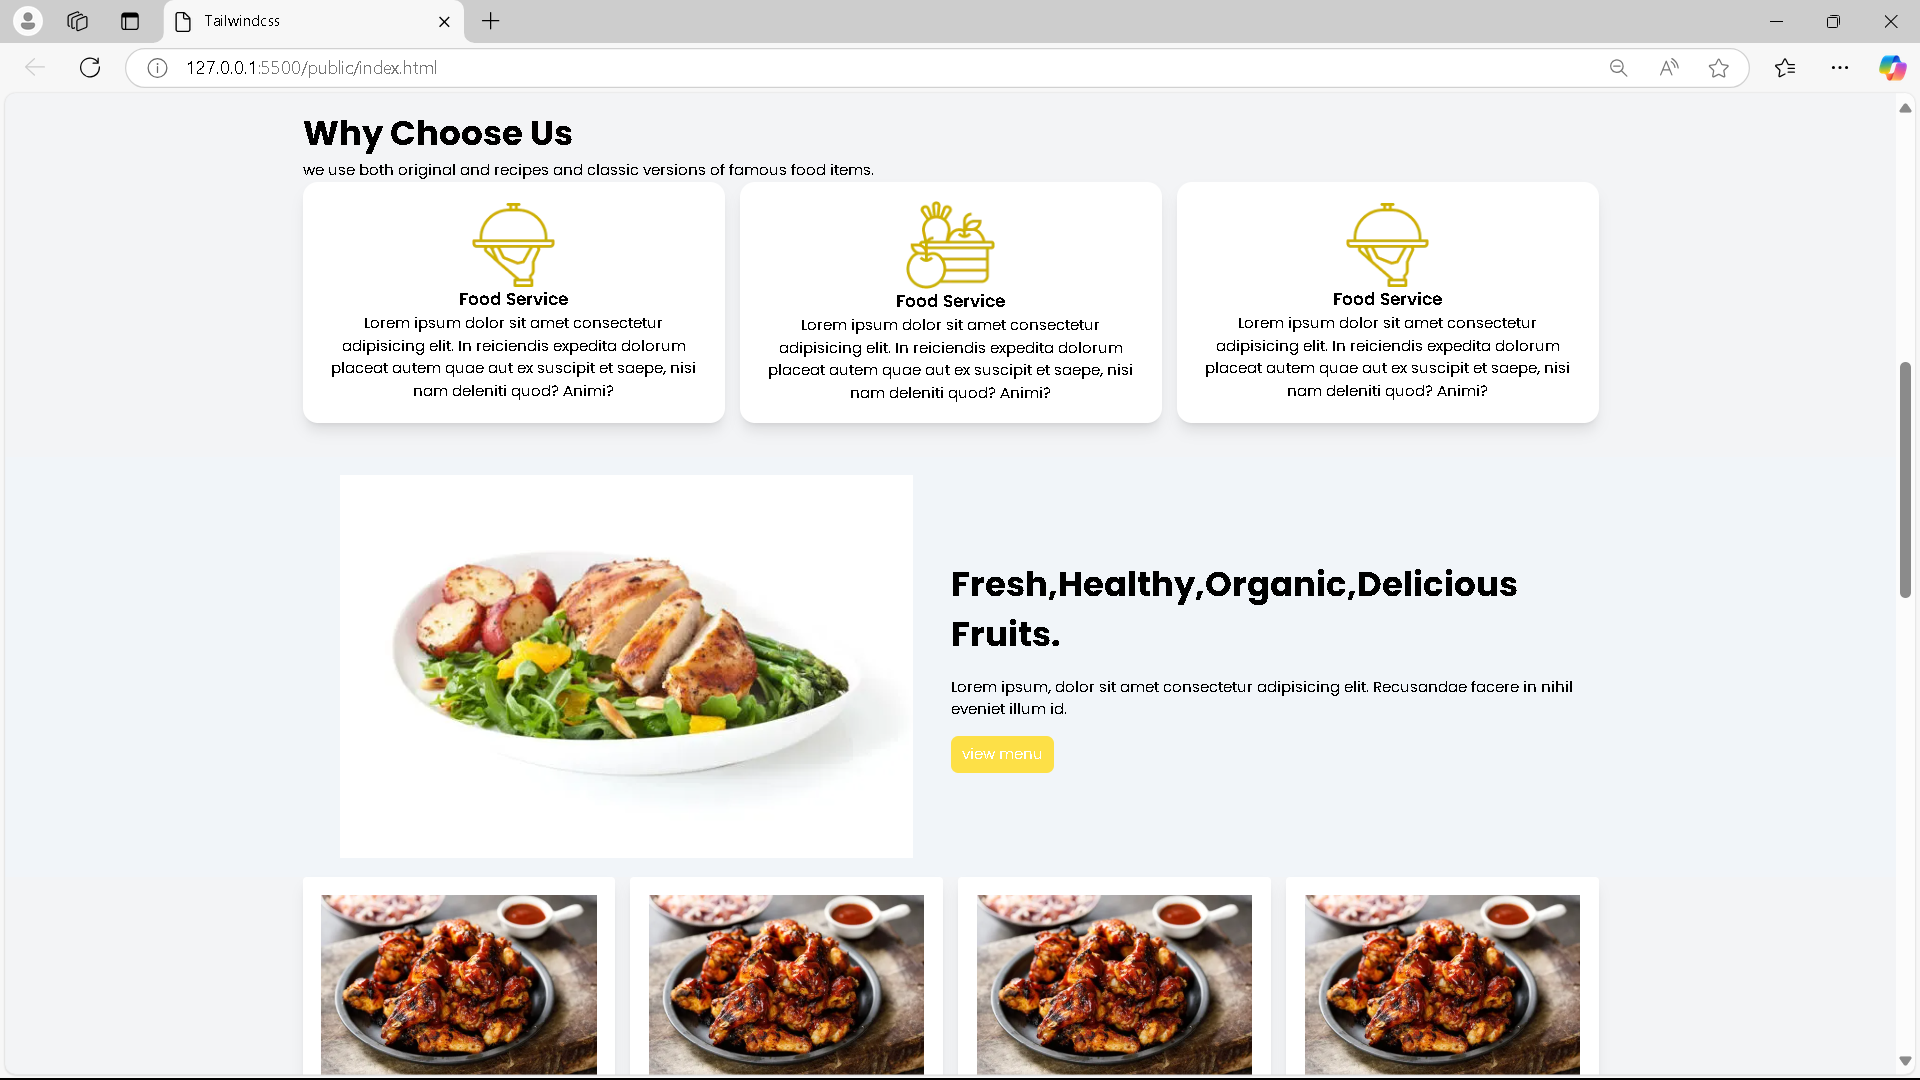 Tailwindcss
127.0.0.1:5500/public/index.html
Why Choose Us
we use both original and recipes and classic versions of famous food items.
Food Service
Lorem ipsum dolor sit amet consectetur
adipisicing elit. In reiciendis expedita dolorum
placeat autem quae aut ex suscipit et saepe, nisi
nam deleniti quod? Animi?
Food Service
Lorem ipsum dolor sit amet consectetur
adipisicing elit. In reiciendis expedita dolorum
placeat autem quae aut ex suscipit et saepe, nisi
nam deleniti quod? Animi?
Food Service
Lorem ipsum dolor sit amet consectetur
adipisicing elit. In reiciendis expedita dolorum
placeat autem quae aut ex suscipit et saepe, nisi
nam deleniti quod? Animi?
Fresh,Healthy,Organic,Delicious
Fruits.
Lorem ipsum, dolor sit amet consectetur adipisicing elit. Recusandae facere in nihil
eveniet illum id.
view menu